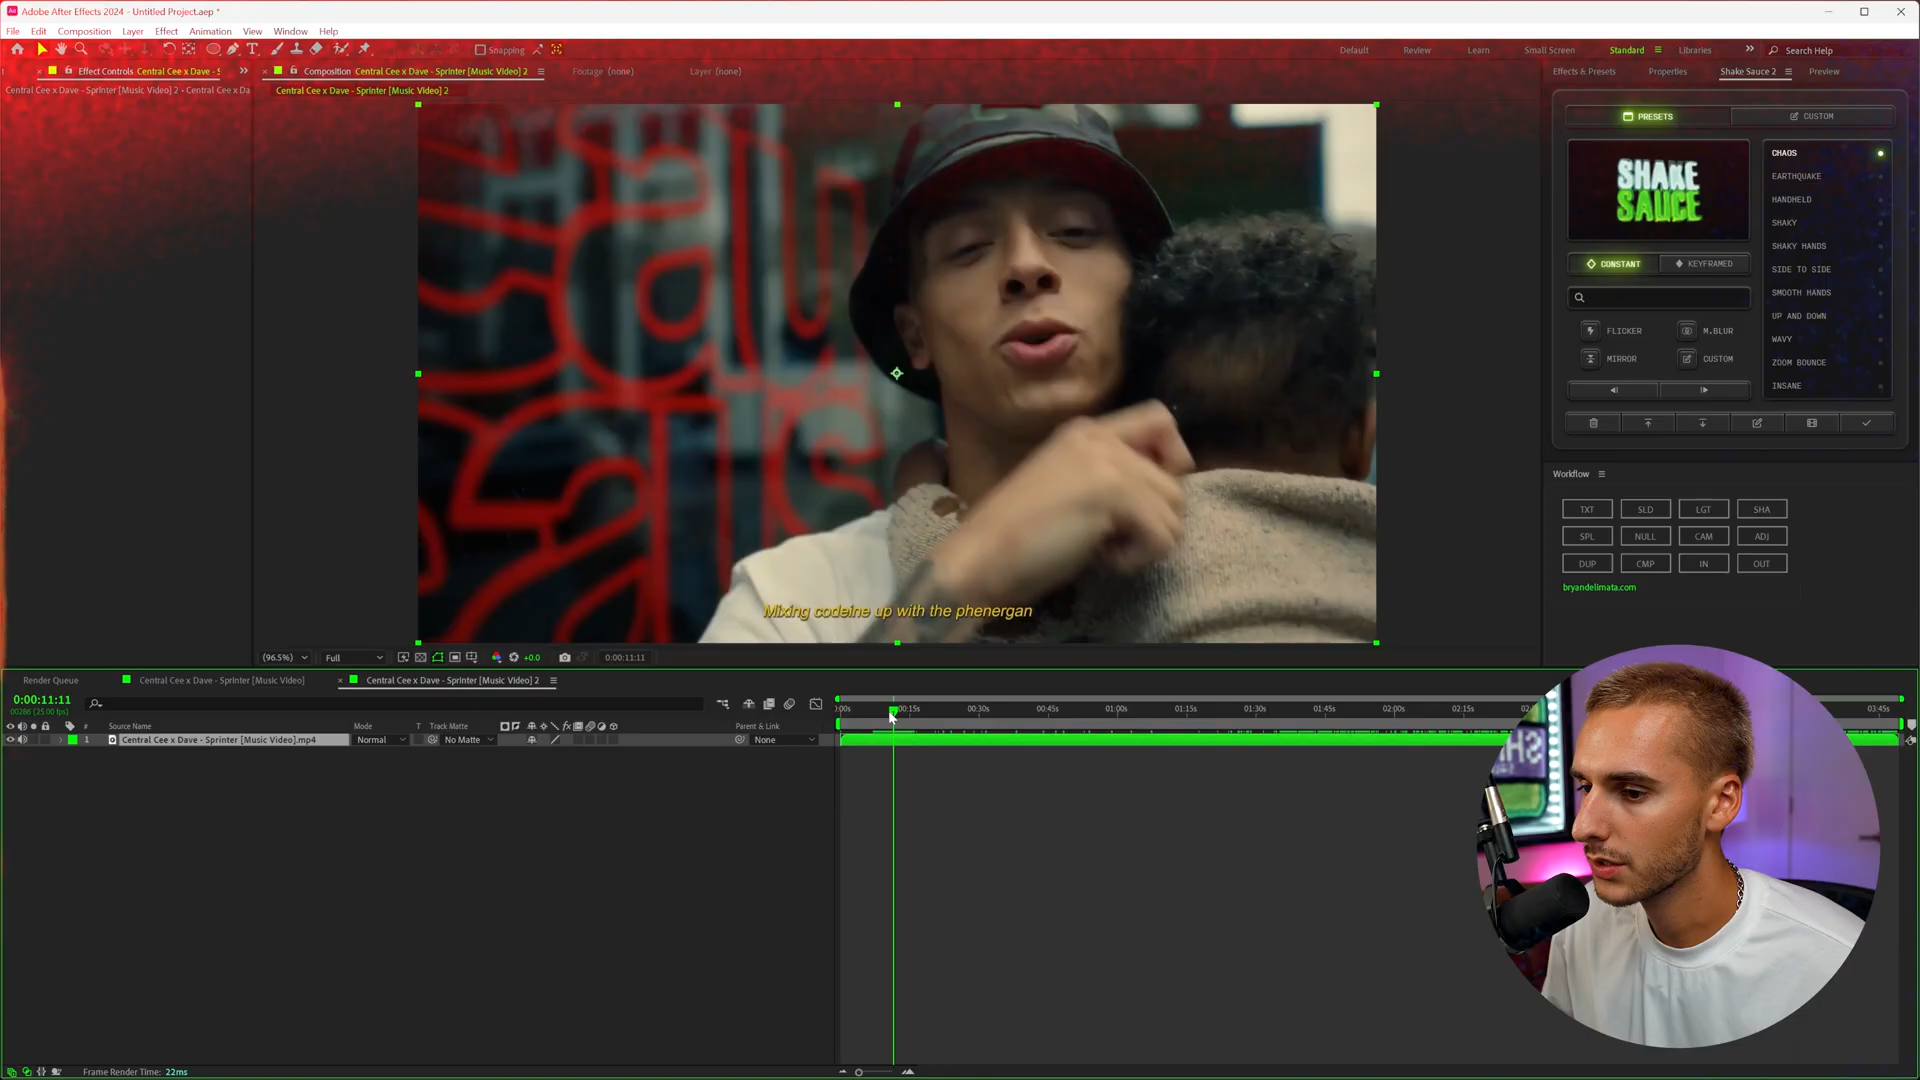 Adobe After Effects 2024 - Untitled Project.aep *
File Edit Composition Layer Effect Animation View Window Help
Snapping
Default Review Learn Small Screen Standard Libraries Search Help
Effect Controls Central Cee x Dave - S
Composition Central Cee x Dave - Sprinter [Music Video] 2
Footage (none)
Layer (none)
Effects & Presets Properties Shake Sauce 2 Preview
Central Cee x Dave - Sprinter [Music Video] 2 • Central Cee x Da
Central Cee x Dave - Sprinter [Music Video] 2
PRESETS
CUSTOM
SHAKE
SAUCE
CHAOS
EARTHQUAKE
HANDHELD
SHAKY
SHAKY HANDS
SIDE TO SIDE
SMOOTH HANDS
UP AND DOWN
WAVY
ZOOM BOUNCE
INSANE
CONSTANT
KEYFRAMED
FLICKER
M.BLUR
MIRROR
CUSTOM
Workflow
TXT SLD LGT SHA
SPL NULL CAM ADJ
DUP CMP IN OUT
bryandelimata.com
Mixing codeine up with the phenergan
(96.5%) Full +0.0 0:00:11:11
Render Queue
Central Cee x Dave - Sprinter [Music Video]
Central Cee x Dave - Sprinter [Music Video] 2
0:00:11:11
00286 (25.00 fps)
:00s 00:15s 00:30s 00:45s 01:00s 01:15s 01:30s 01:45s 02:00s 02:15s 03:45s
# Source Name Mode T Track Matte Parent & Link
1 Central Cee x Dave - Sprinter [Music Video].mp4 Normal No Matte None
Frame Render Time: 22ms